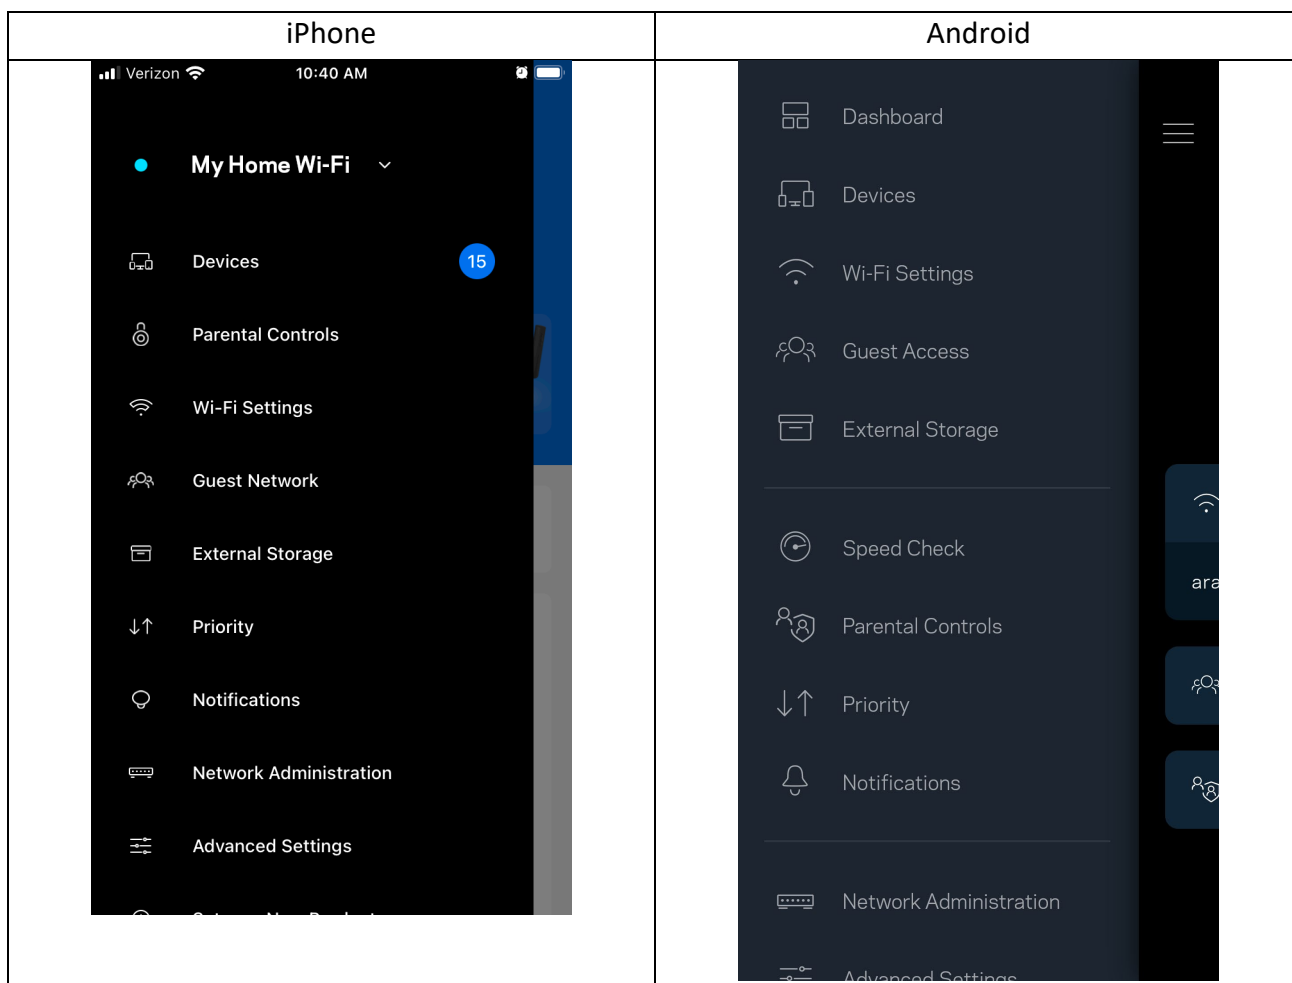 iPhone
Android
Verizon
10:40 AM
My Home Wi-Fi
Devices
15
Parental Controls
Wi-Fi Settings
Guest Network
External Storage
Priority
Notifications
Network Administration
Advanced Settings
Dashboard
Devices
Wi-Fi Settings
Guest Access
External Storage
Speed Check
Parental Controls
Priority
Notifications
Network Administration
Advanced Settings
ara